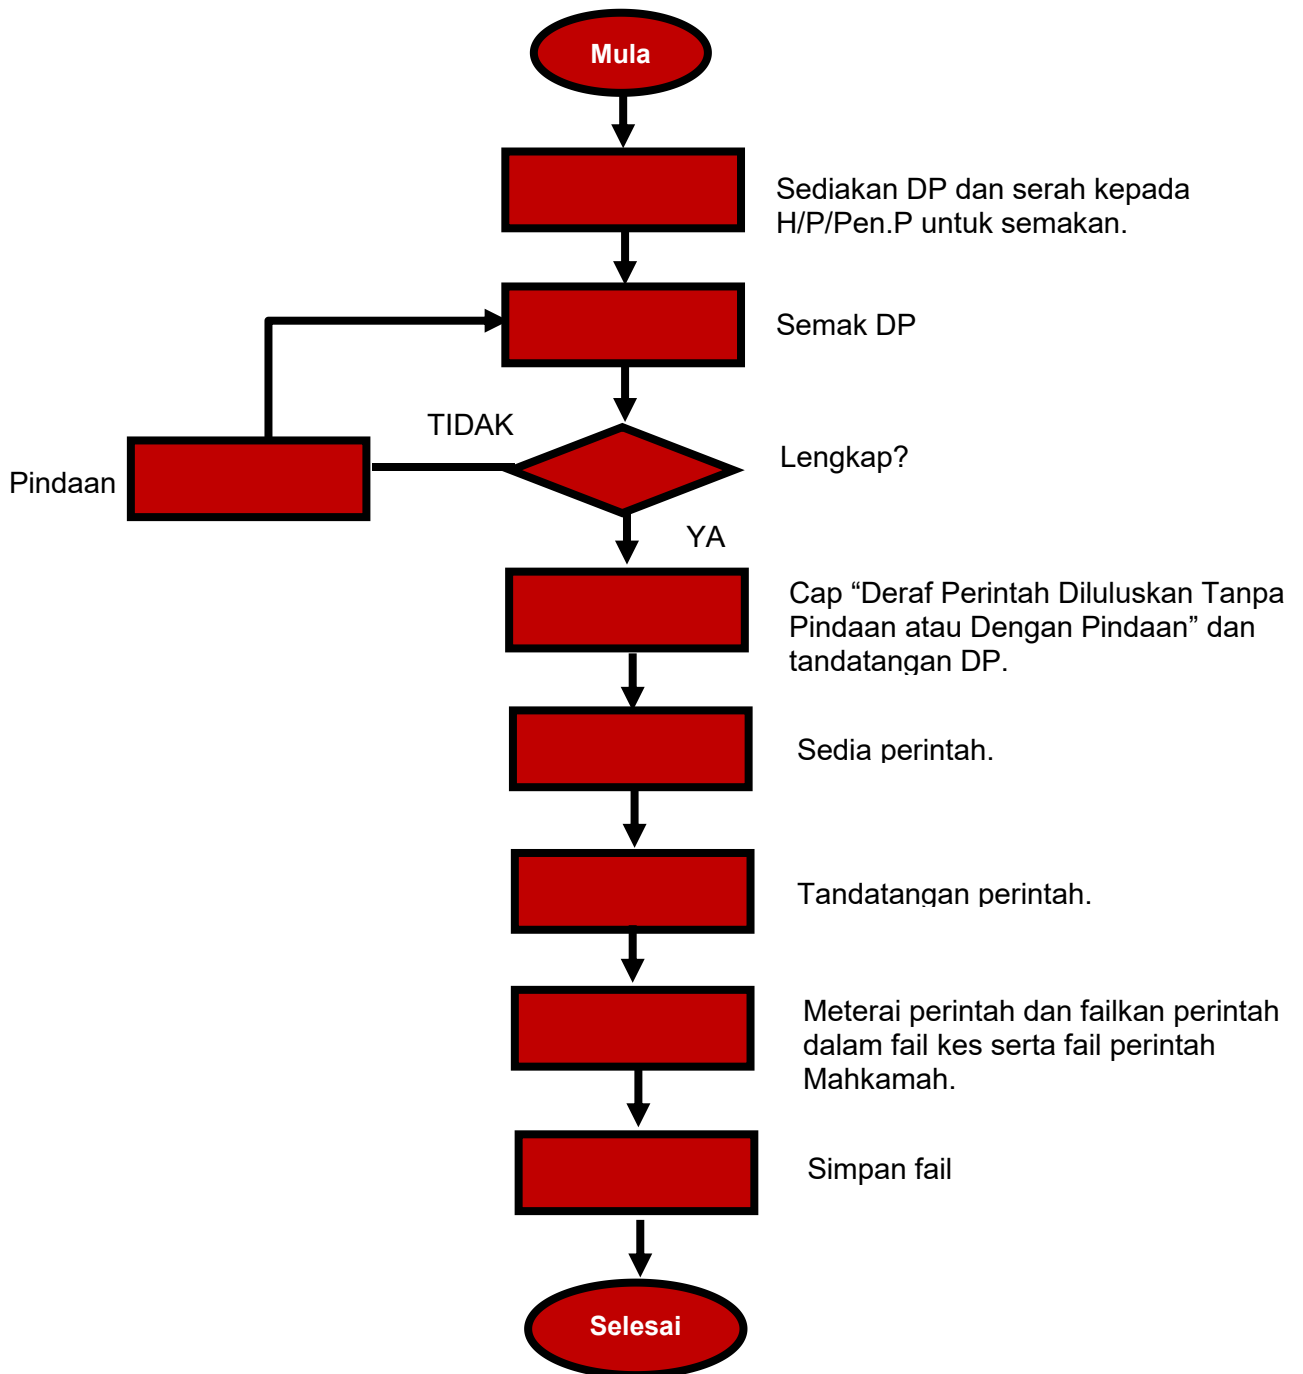 Mula
Sediakan DP dan serah kepada
H/P/Pen.P untuk semakan.
Semak DP
TIDAK
Lengkap?
Pindaan
YA
Cap “Deraf Perintah Diluluskan Tanpa
Pindaan atau Dengan Pindaan” dan
tandatangan DP.
Sedia perintah.
Tandatangan perintah.
Meterai perintah dan failkan perintah
dalam fail kes serta fail perintah
Mahkamah.
Simpan fail
Selesai